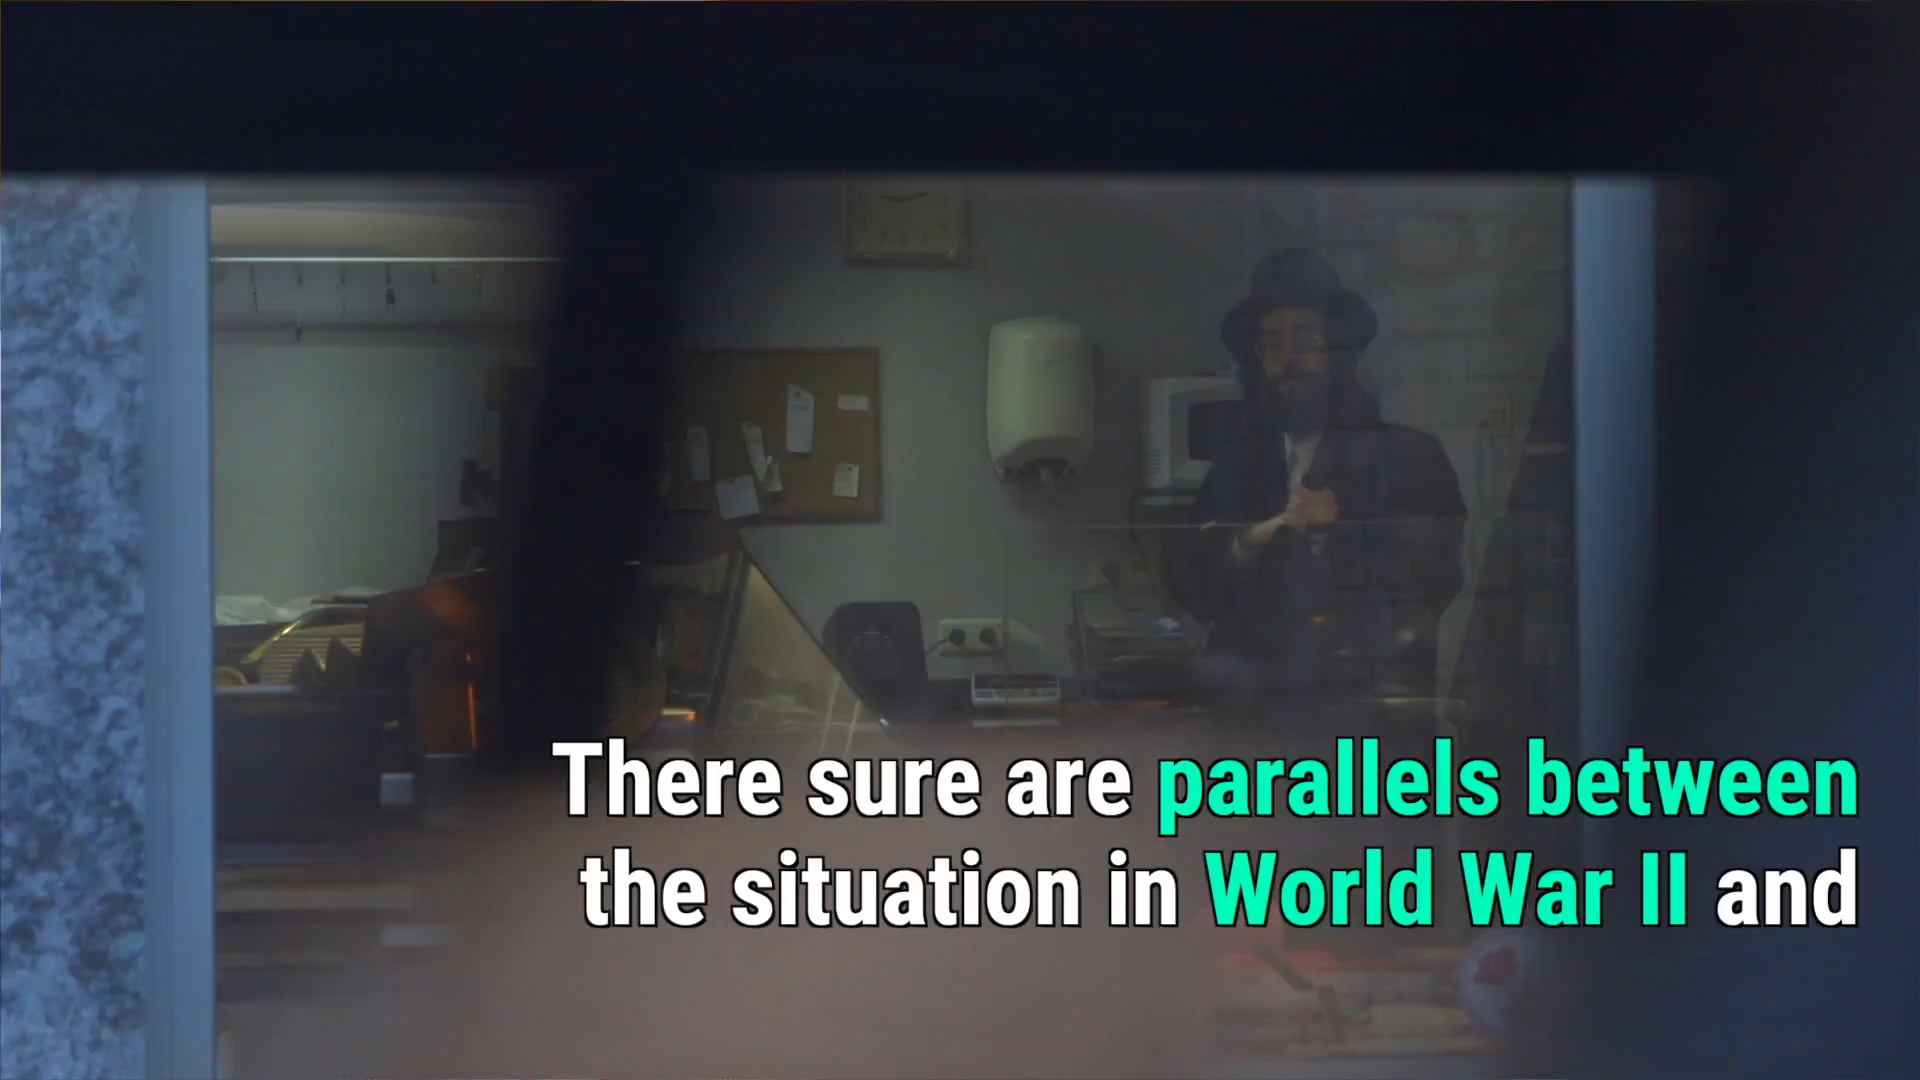 There sure are parallels between
the situation in World War II and